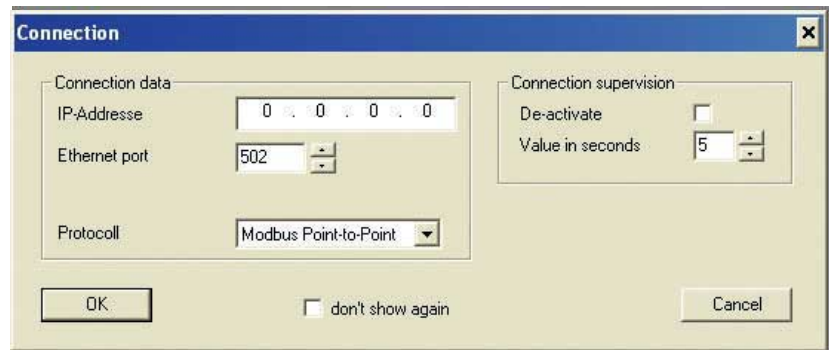 Connection
Connection data
IP-Addresse 0 . 0 . 0 . 0
Ethernet port 502
Protocoll Modbus Point-to-Point
Connection supervision
De-activate
Value in seconds 5
OK
don't show again
Cancel